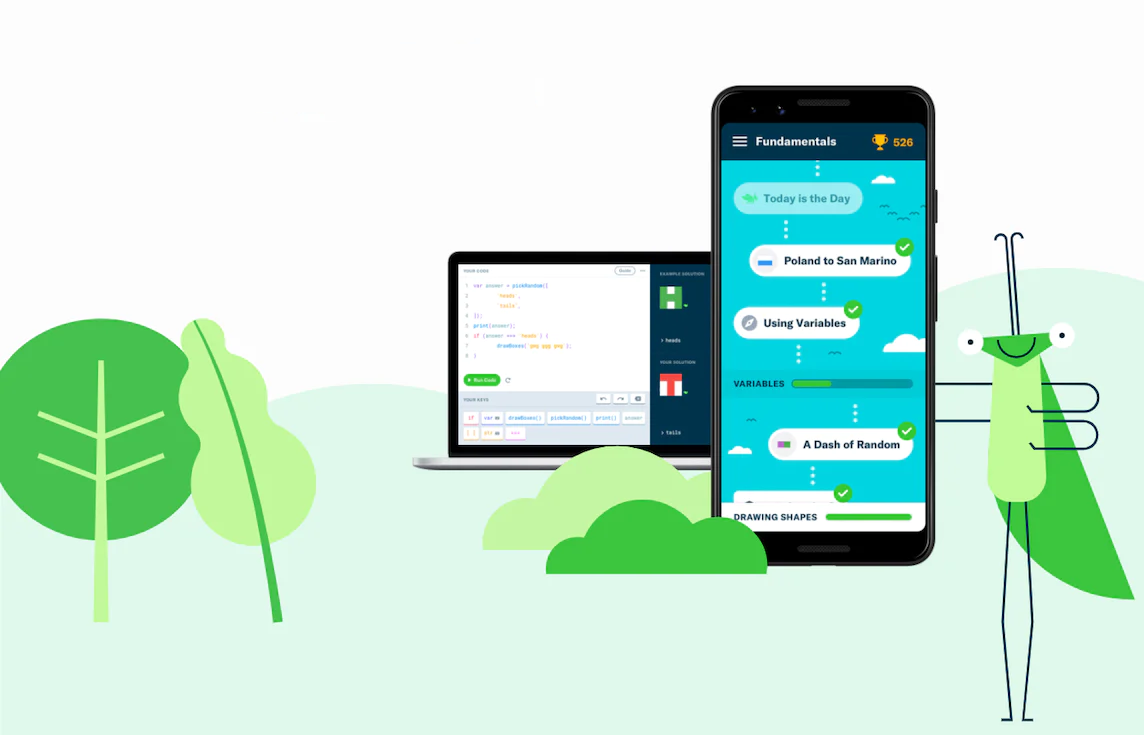 YOUR CODE
Guide
1 var answer = pickRandom([
2 'heads',
3 'tails',
4 ]);
5 print(answer);
6 if (answer === 'heads') {
7 drawBoxes('gwg ggg gwg');
8 }
Run Code
YOUR KEYS
if var drawBoxes() pickRandom() print() answer
[ ] str ===
EXAMPLE SOLUTION
> heads
YOUR SOLUTION
> tails
Fundamentals 526
Today is the Day
Poland to San Marino
Using Variables
VARIABLES
A Dash of Random
DRAWING SHAPES